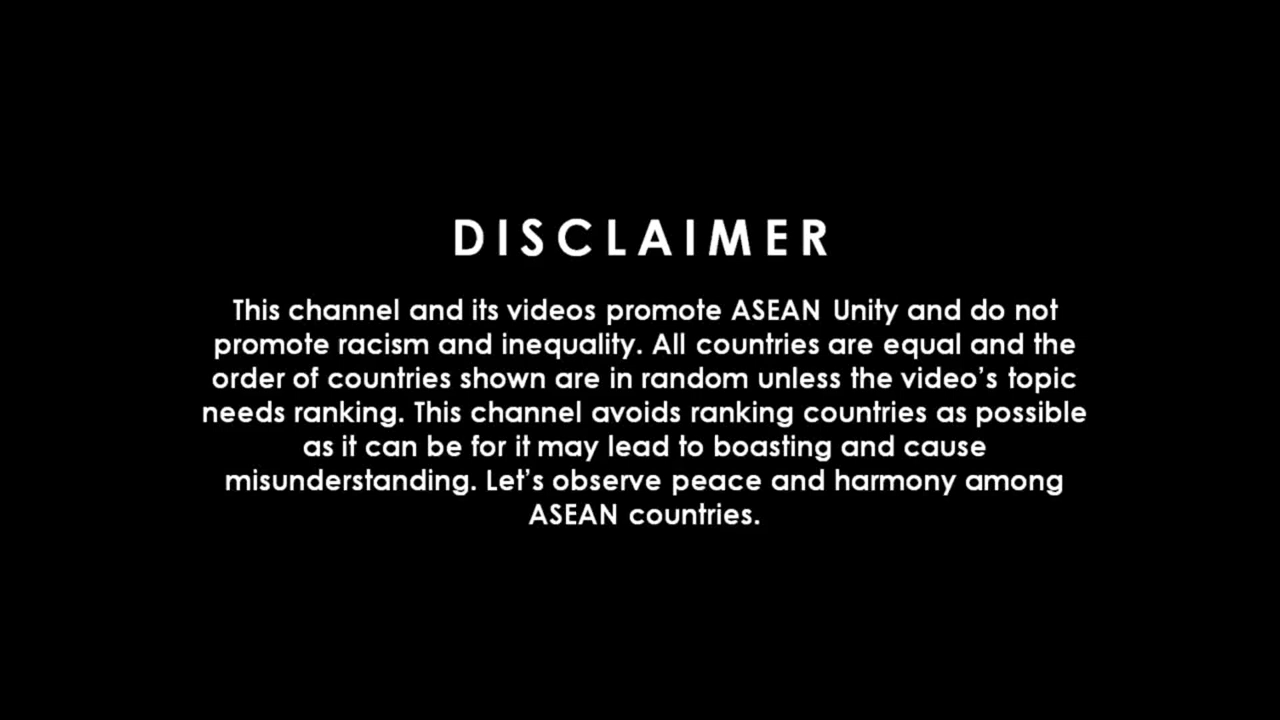 DISCLAIMER
This channel and its videos promote ASEAN Unity and do not
promote racism and inequality. All countries are equal and the
order of countries shown are in random unless the video's topic
needs ranking. This channel avoids ranking countries as possible
as it can be for it may lead to boasting and cause
misunderstanding. Let's observe peace and harmony among
ASEAN countries.